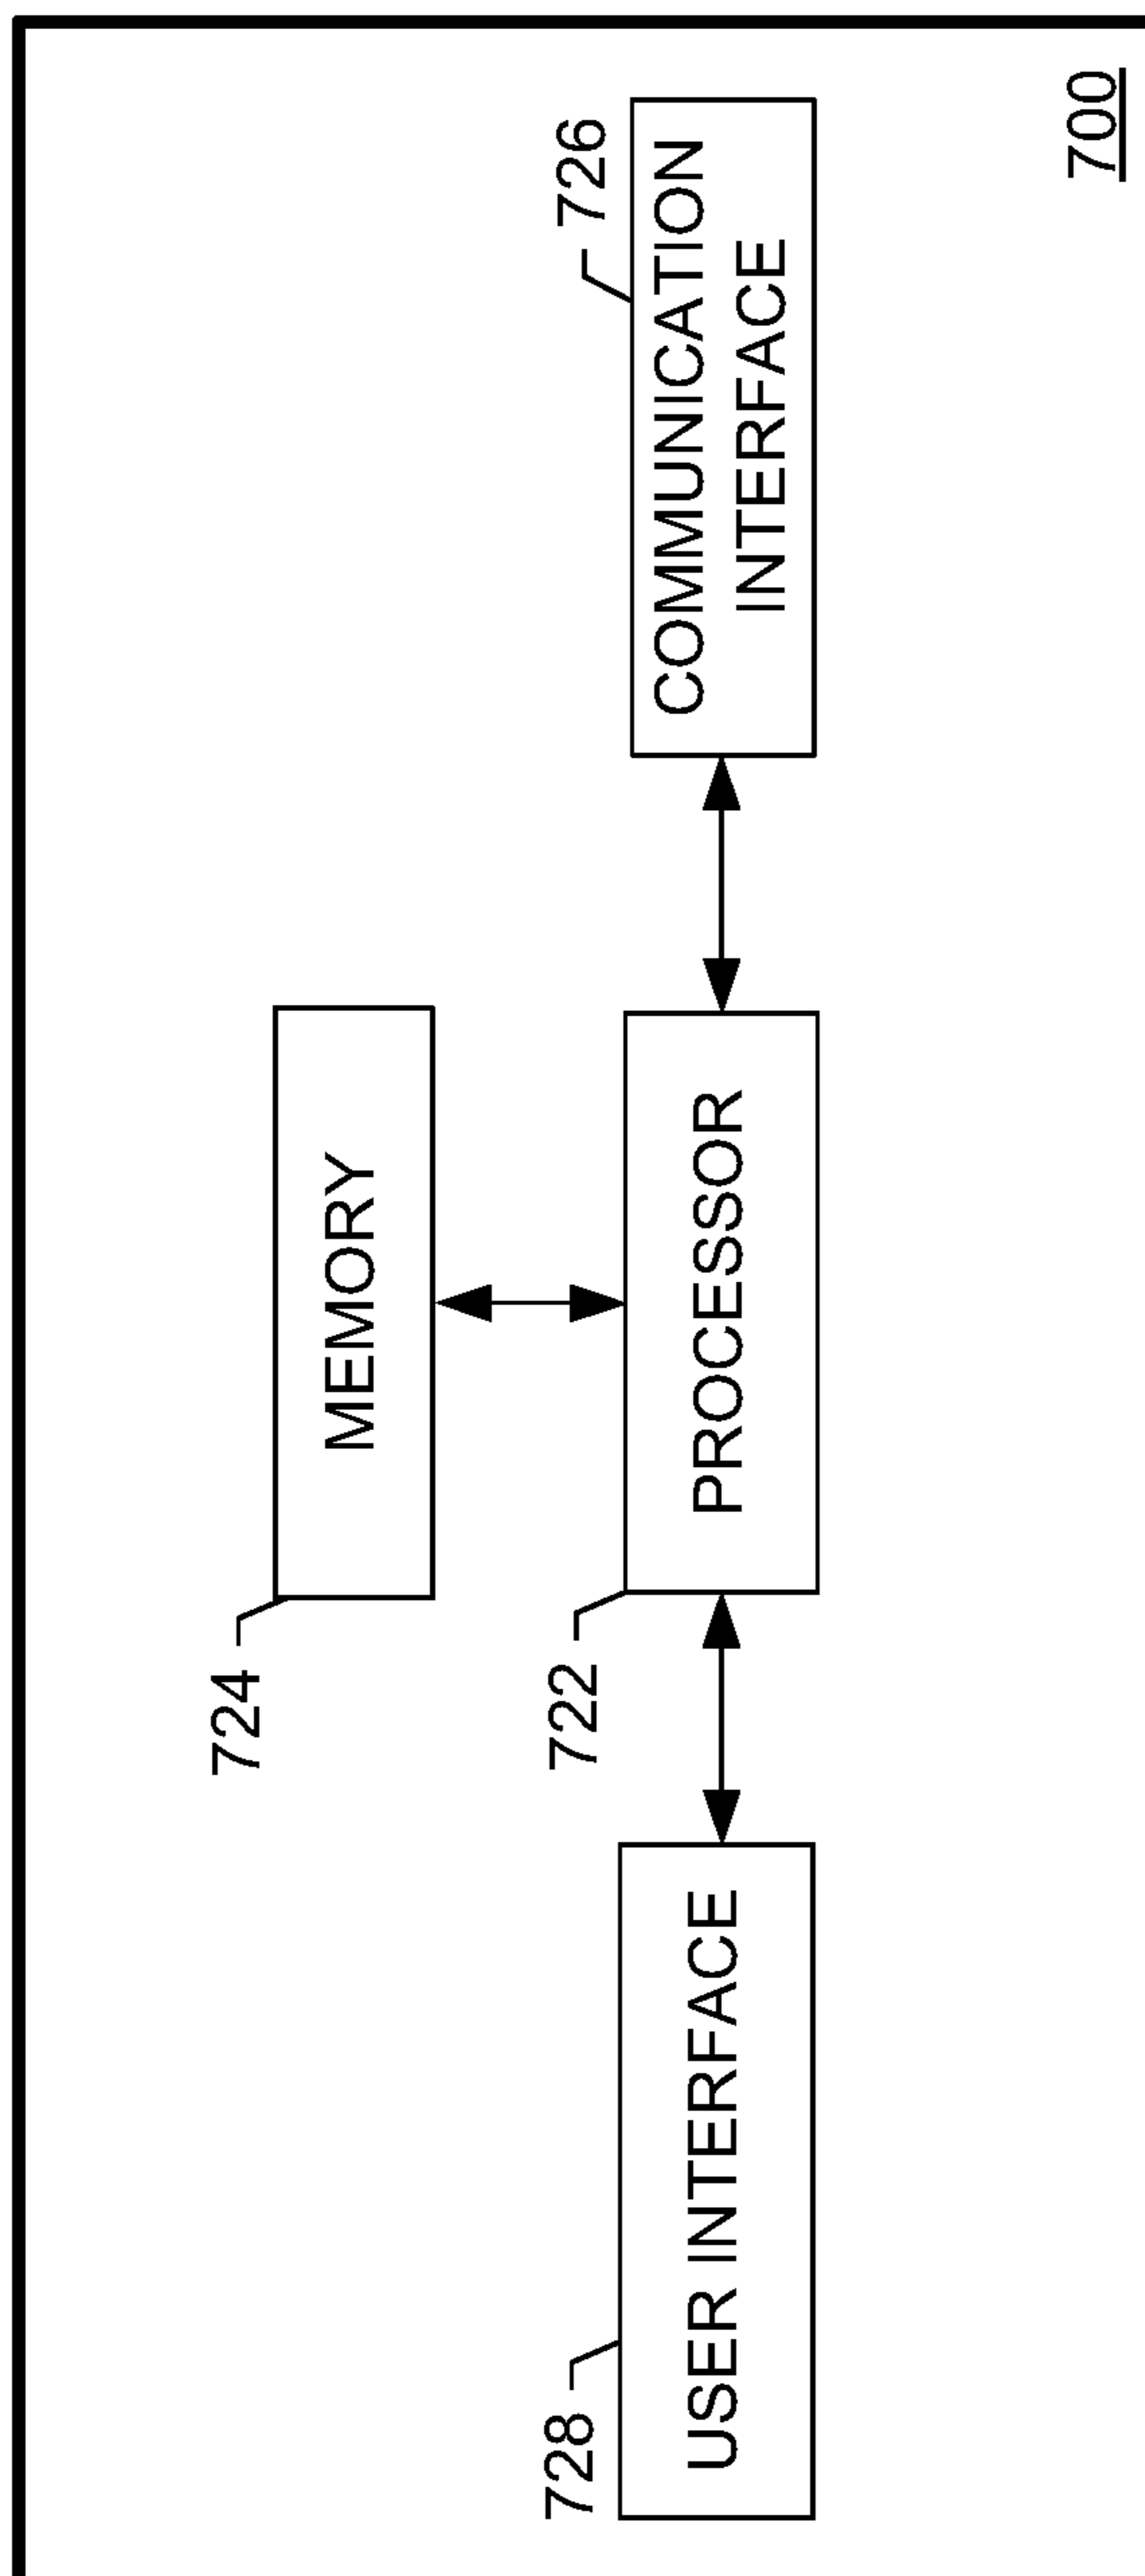 724
MEMORY
728
USER INTERFACE
722
PROCESSOR
726
COMMUNICATION
INTERFACE
700